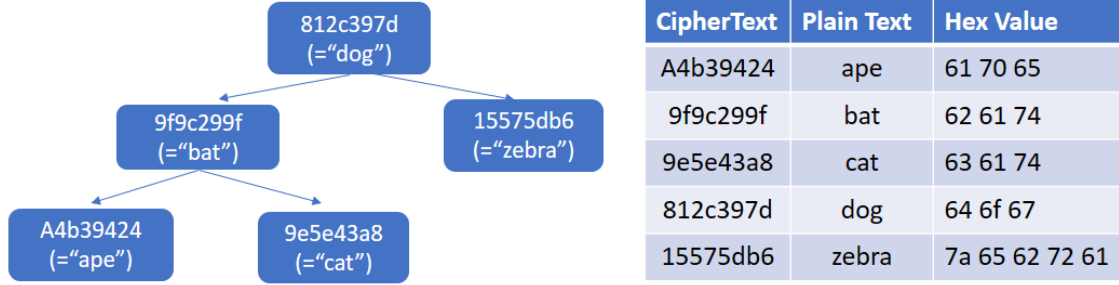 812c397d
(=“dog”)
9f9c299f
(=“bat”)
15575db6
(=“zebra”)
A4b39424
(=“ape”)
9e5e43a8
(=“cat”)
CipherText Plain Text Hex Value
A4b39424 ape 61 70 65
9f9c299f bat 62 61 74
9e5e43a8 cat 63 61 74
812c397d dog 64 6f 67
15575db6 zebra 7a 65 62 72 61